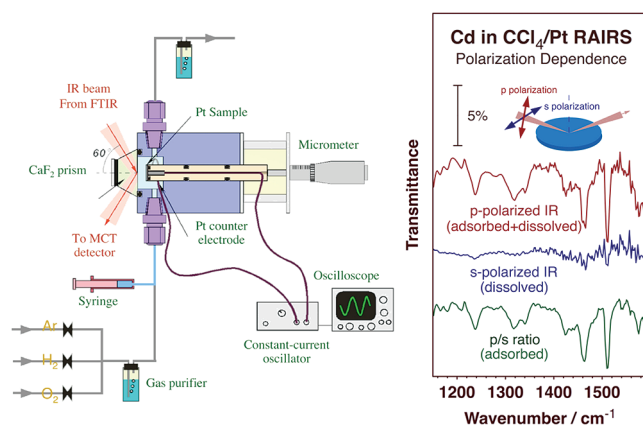 IR beam
From FTIR
Pt Sample
Micrometer
60
CaF2 prism
To MCT
detector
Pt counter
electrode
Syringe
Oscilloscope
Constant-current
oscillator
Ar
H2
O2
Gas purifier
Cd in CCl4/Pt RAIRS
Polarization Dependence
p polarization
s polarization
5%
Transmittance
p-polarized IR
(adsorbed+dissolved)
s-polarized IR
(dissolved)
p/s ratio
(adsorbed)
1200 1300 1400 1500
Wavenumber / cm-1